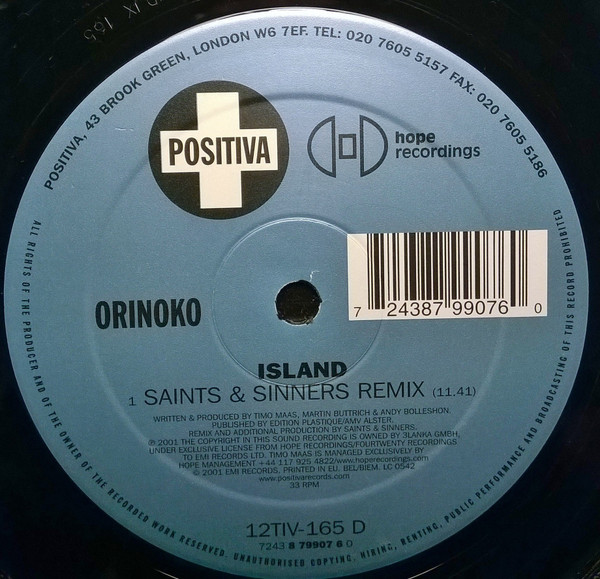 POSITIVA, 43 BROOK GREEN, LONDON W6 7EF. TEL: 020 7605 5157 FAX: 020 7605 5186
POSITIVA
hope
recordings
7 24387 99076 0
ORINOKO
ISLAND
1 SAINTS & SINNERS REMIX (11.41)
WRITTEN & PRODUCED BY TIMO MAAS, MARTIN BUTTRICH & ANDY BOLLESHON.
PUBLISHED BY EDITION PLASTIQUE/AMV ALSTER.
REMIX AND ADDITIONAL PRODUCTION BY SAINTS & SINNERS.
℗ 2001 THE COPYRIGHT IN THIS SOUND RECORDING IS OWNED BY 3LANKA GMBH,
UNDER EXCLUSIVE LICENSE FROM HOPE RECORDINGS/FOURTWENTY RECORDINGS
TO EMI RECORDS LTD. TIMO MAAS IS MANAGED EXCLUSIVELY BY
HOPE MANAGEMENT +44 117 925 4822/www.hoperecordings.com
© 2001 EMI RECORDS. PRINTED IN EU. BEL/BIEM. LC 0542
www.positivarecords.com
33 RPM
12TIV-165 D
7243 8 79907 6 0
ALL RIGHTS OF THE PRODUCER AND OF THE OWNER OF THE RECORDED WORK RESERVED. UNAUTHORISED COPYING, HIRING, RENTING, PUBLIC PERFORMANCE AND BROADCASTING OF THIS RECORD PROHIBITED